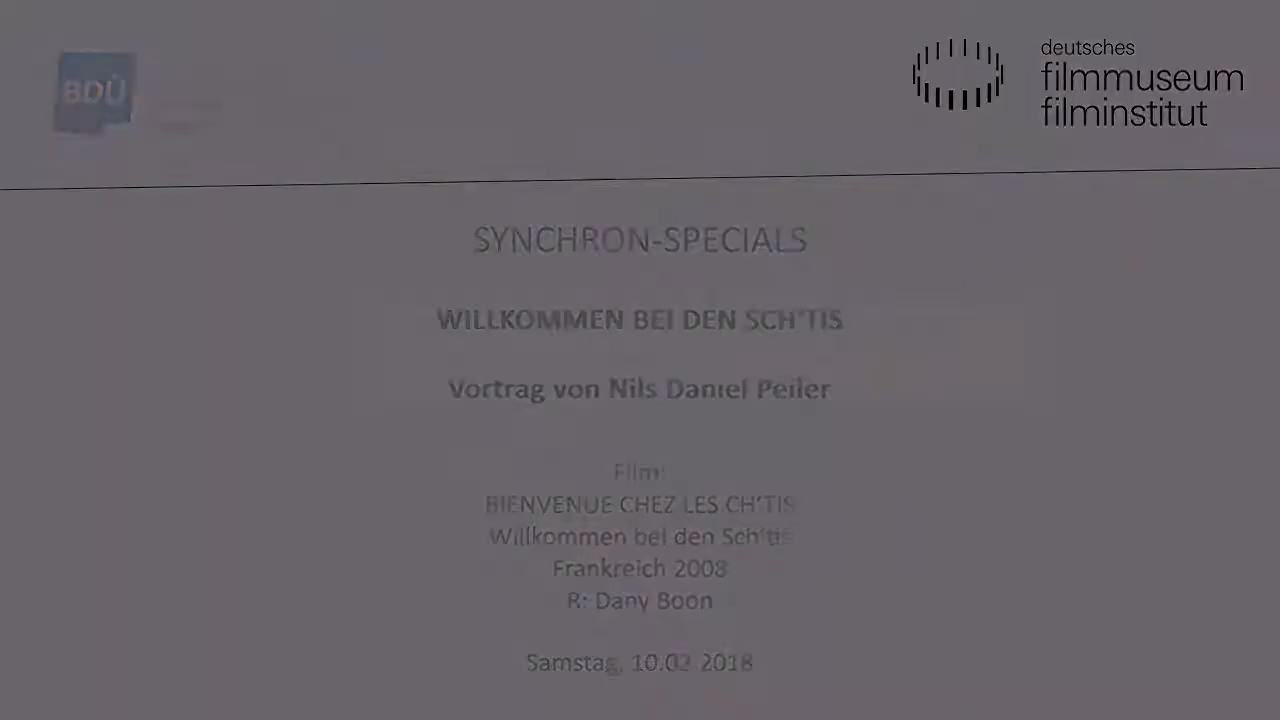 BDÜ
deutsches
filmmuseum
filminstitut
SYNCHRON-SPECIALS
WILLKOMMEN BEI DEN SCH'TIS
Vortrag von Nils Daniel Peiler
Film:
BIENVENUE CHEZ LES CH'TIS
Willkommen bei den Sch'tis
Frankreich 2008
R: Dany Boon
Samstag, 10.02.2018